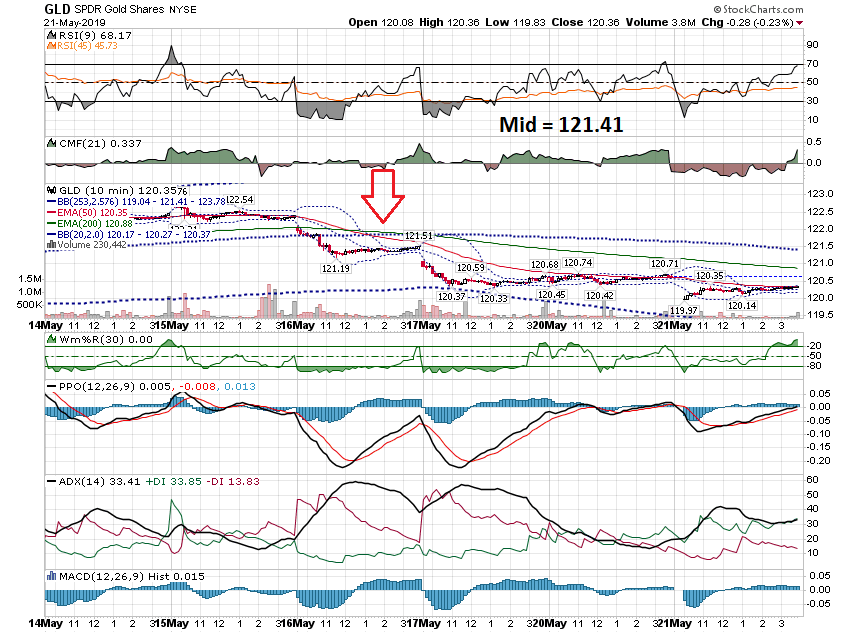 GLD SPDR Gold Shares NYSE
© StockCharts.com
21-May-2019
Open 120.08 High 120.36 Low 119.83 Close 120.36 Volume 3.8M Chg -0.28 (-0.23%)
RSI(9) 68.17
RSI(45) 45.73
90
70
50
30
10
Mid = 121.41
CMF(21) 0.337
0.5
0.0
GLD (10 min) 120.35
BB(253,2.576) 119.04 - 121.41 - 123.78
EMA(50) 120.35
EMA(200) 120.88
BB(20,2.0) 120.17 - 120.27 - 120.37
Volume 230,442
122.54
121.51
121.19
120.59
120.37
120.33
120.68
120.74
120.45
120.42
120.71
120.35
119.97
120.14
123.0
122.5
122.0
121.5
121.0
120.5
120.0
119.5
1.5M
1.0M
500K
14May 11 12 1 2 3 15May 11 12 1 2 3 16May 11 12 1 2 3 17May 11 12 1 2 3 20May 11 12 1 2 3 21May 11 12 1 2 3
Wm%R(30) 0.00
-20
-50
-80
PPO(12,26,9) 0.005, -0.008, 0.013
0.05
0.00
-0.05
-0.10
-0.15
-0.20
ADX(14) 33.41 +DI 33.85 -DI 13.83
60
50
40
30
20
10
MACD(12,26,9) Hist 0.015
0.05
0.00
-0.05
14May 11 12 1 2 3 15May 11 12 1 2 3 16May 11 12 1 2 3 17May 11 12 1 2 3 20May 11 12 1 2 3 21May 11 12 1 2 3